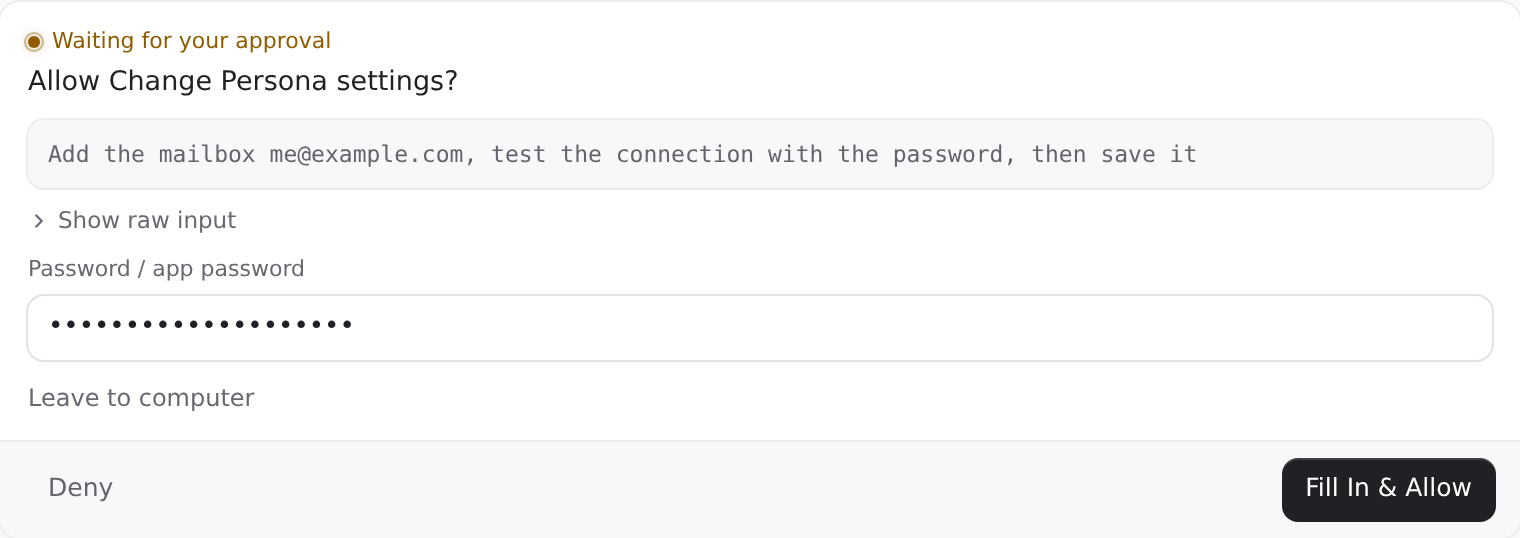 Waiting for your approval
Allow Change Persona settings?
Add the mailbox me@example.com, test the connection with the password, then save it
Show raw input
Password / app password
••••••••••••••••••••
Leave to computer
Deny
Fill In & Allow